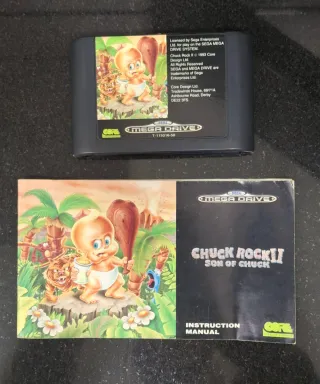 Licensed by Sega Enterprises
Ltd. for play on the SEGA MEGA
DRIVE SYSTEM.
Chuck Rock II © 1993 Core
Design Ltd.
All Rights Reserved
SEGA and MEGA DRIVE are
trademarks of Sega
Enterprises Ltd.
Core Design Ltd,
Tradewinds House, 69/71A
Ashbourne Road, Derby
DE22 3FS.
CORE
SEGA
MEGA DRIVE
SEGA
MEGA DRIVE
CHUCK ROCK II
SON OF CHUCK
INSTRUCTION
MANUAL
CORE